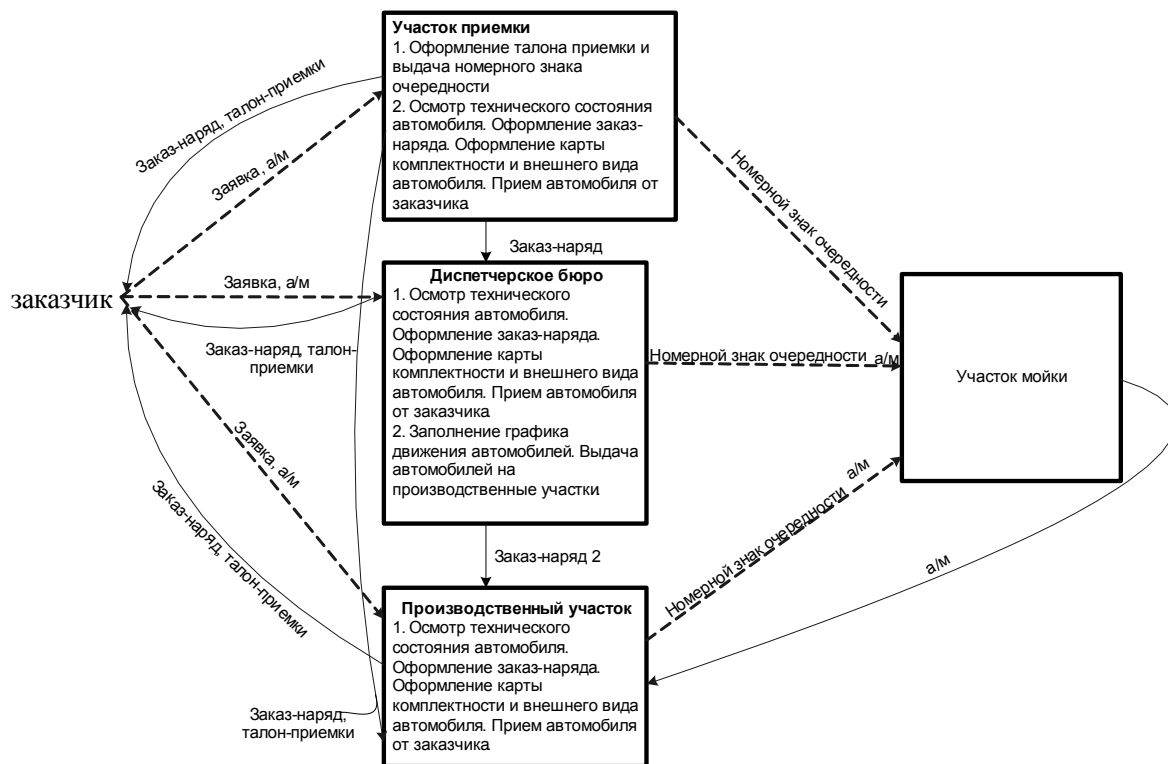 Участок приемки
1. Оформление талона приемки и
выдача номерного знака
очередности
2. Осмотр технического состояния
автомобиля. Оформление заказ-
наряда. Оформление карты
комплектности и внешнего вида
автомобиля. Прием автомобиля от
заказчика.
Заказ-наряд, талон-приемки
Заявка, а/м
Номерной знак очередности
Заказ-наряд
заказчик
Заявка, а/м
Заказ-наряд, талон-
приемки
Диспетчерское бюро
1. Осмотр технического
состояния автомобиля.
Оформление заказ-наряда.
Оформление карты
комплектности и внешнего вида
автомобиля. Прием автомобиля
от заказчика.
2. Заполнение графика
движения автомобилей. Выдача
автомобилей на
производственные участки.
Номерной знак очередности а/м
Участок мойки
Заявка, а/м
Заказ-наряд, талон-приемки
Заказ-наряд 2
Номерной знак очередности а/м
а/м
Производственный участок
1. Осмотр технического
состояния автомобиля.
Оформление заказ-наряда.
Оформление карты
комплектности и внешнего вида
автомобиля. Прием автомобиля
от заказчика.
Заказ-наряд,
талон-приемки